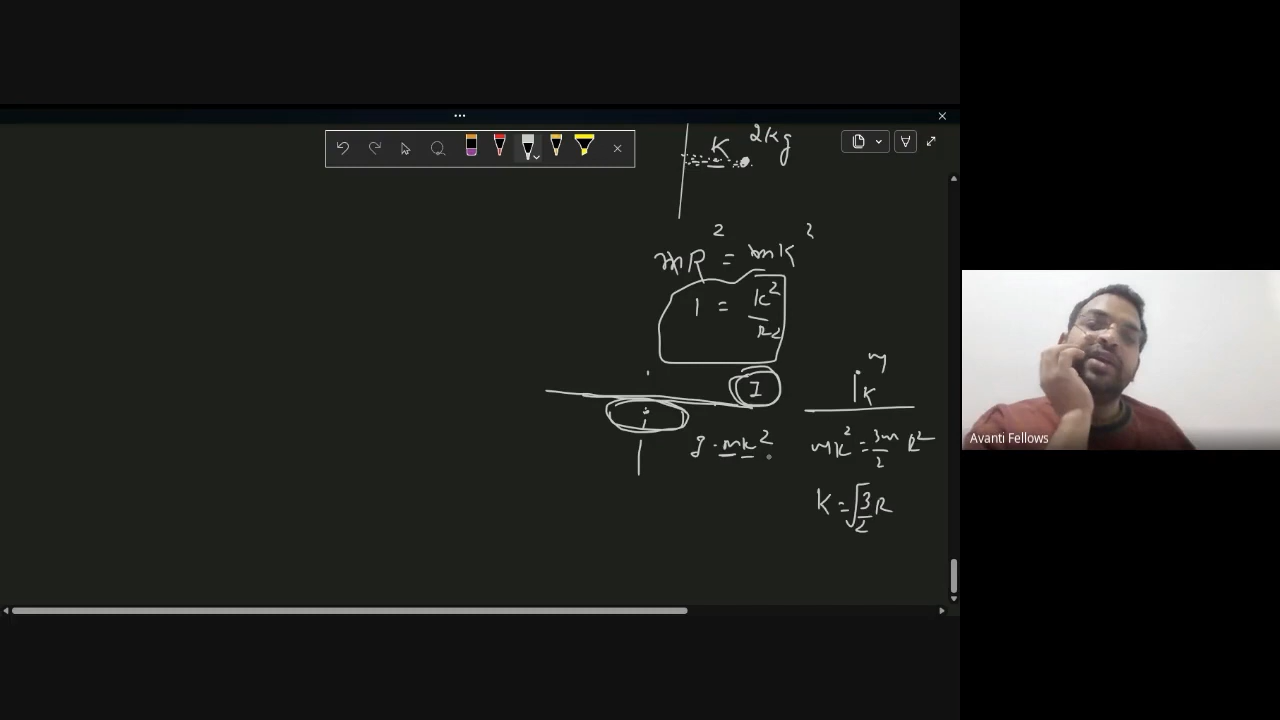 K 2kg
mR² = mK²
1 = K²/R²
I
m
K
I = mK²
mK² = 3m/2 R²
K = √3/2 R
Avanti Fellows